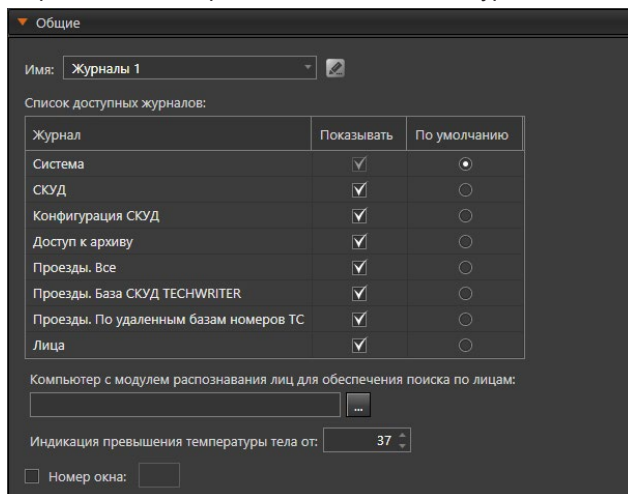 Общие
Имя: Журналы 1
Список доступных журналов:
Журнал Показывать По умолчанию
Система
СКУД
Конфигурация СКУД
Доступ к архиву
Проезды. Все
Проезды. База СКУД TECHWRITER
Проезды. По удаленным базам номеров ТС
Лица
Компьютер с модулем распознавания лиц для обеспечения поиска по лицам:
...
Индикация превышения температуры тела от: 37
Номер окна: